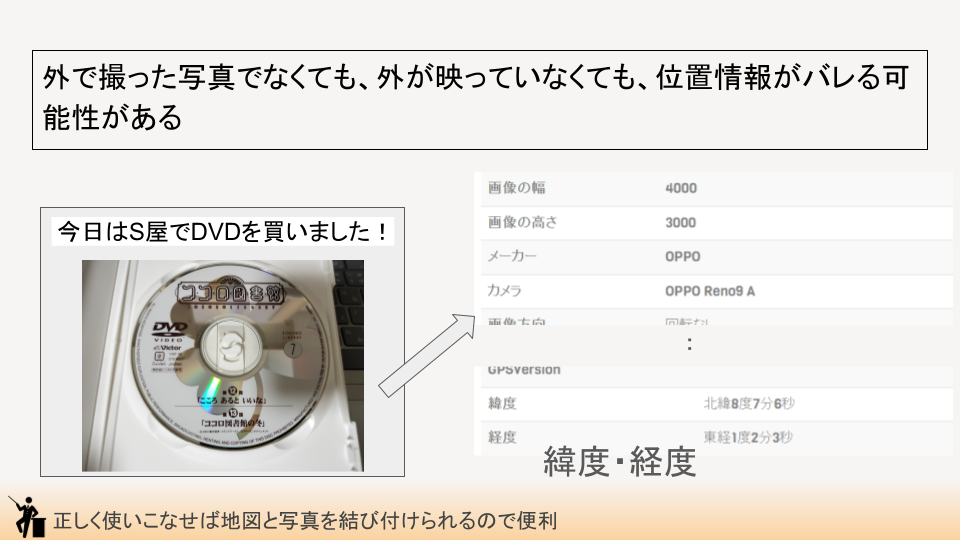 外で撮った写真でなくても、外が映っていなくても、位置情報がバレる可
能性がある
今日はS屋でDVDを買いました！
ココロ図書館
DVD
VIDEO
Victor
7
第12話
「こころ あると いいな」
第13話
「ココロ図書館の冬」
画像の幅 4000
画像の高さ 3000
メーカー OPPO
カメラ OPPO Reno9 A
画像方向 回転なし
：
GPSVersion
緯度 北緯8度7分6秒
経度 東経1度2分3秒
緯度・経度
正しく使いこなせば地図と写真を結び付けられるので便利